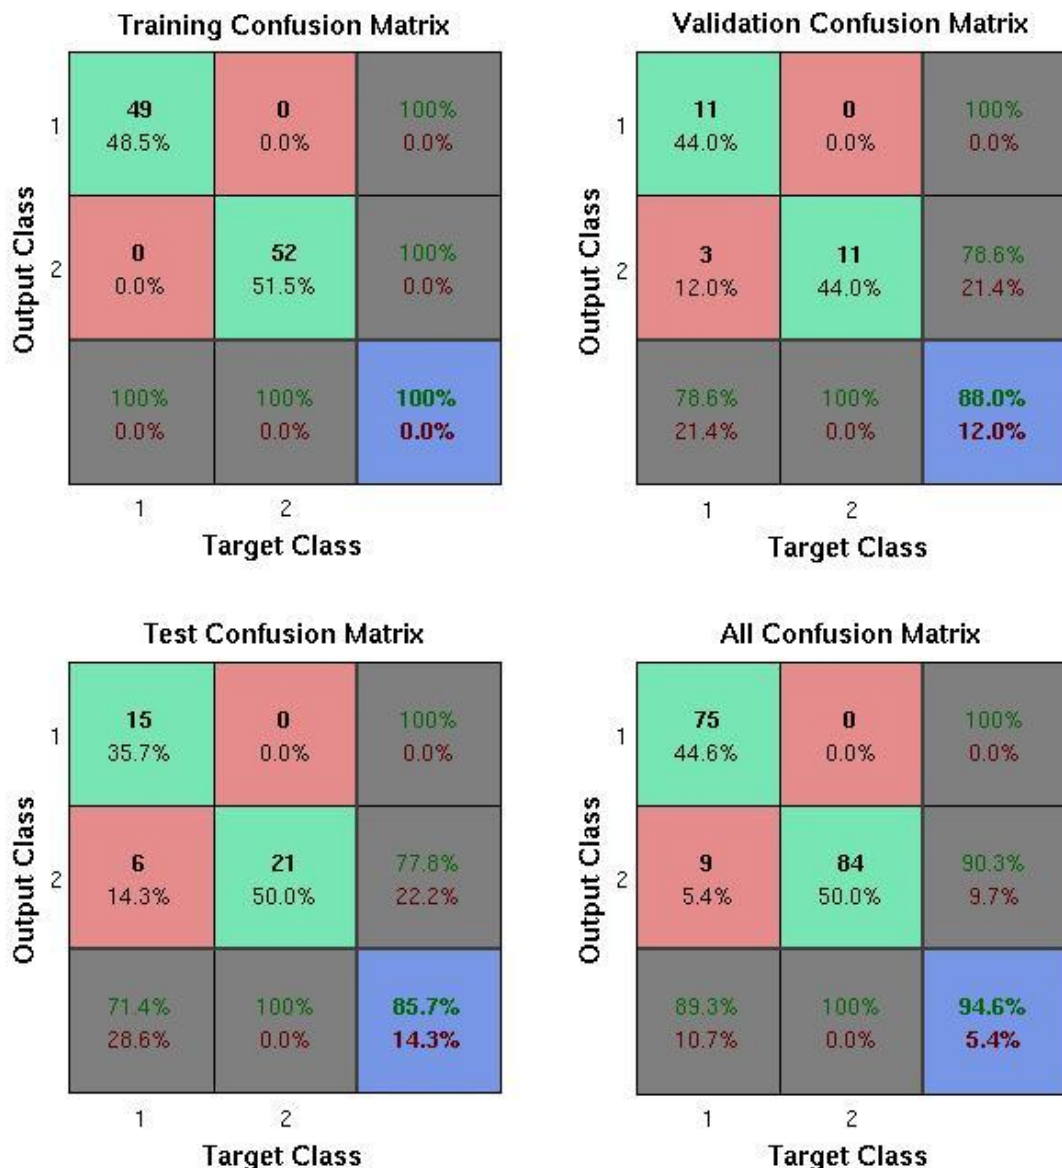 Training Confusion Matrix
Output Class
1
49 0 100%
48.5% 0.0% 0.0%
2
0 52 100%
0.0% 51.5% 0.0%
100% 100% 100%
0.0% 0.0% 0.0%
1 2
Target Class
Validation Confusion Matrix
Output Class
1
11 0 100%
44.0% 0.0% 0.0%
2
3 11 78.6%
12.0% 44.0% 21.4%
78.6% 100% 88.0%
21.4% 0.0% 12.0%
1 2
Target Class
Test Confusion Matrix
Output Class
1
15 0 100%
35.7% 0.0% 0.0%
2
6 21 77.8%
14.3% 50.0% 22.2%
71.4% 100% 85.7%
28.6% 0.0% 14.3%
1 2
Target Class
All Confusion Matrix
Output Class
1
75 0 100%
44.6% 0.0% 0.0%
2
9 84 90.3%
5.4% 50.0% 9.7%
89.3% 100% 94.6%
10.7% 0.0% 5.4%
1 2
Target Class